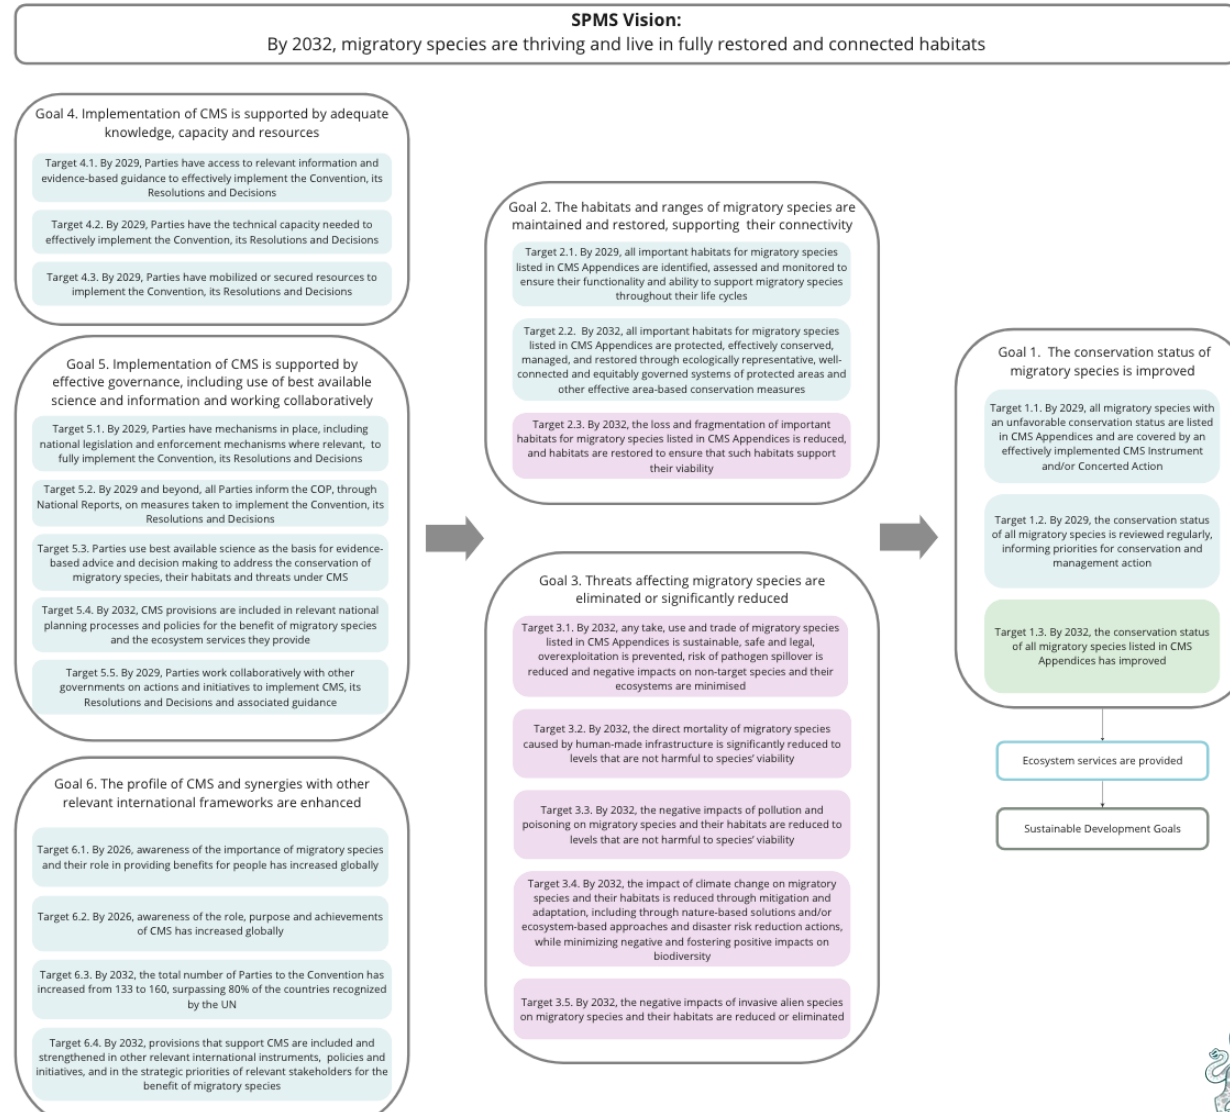 SPMS Vision:
By 2032, migratory species are thriving and live in fully restored and connected habitats
Goal 4. Implementation of CMS is supported by adequate
knowledge, capacity and resources
Target 4.1. By 2029, Parties have access to relevant information and
evidence-based guidance to effectively implement the Convention, its
Resolutions and Decisions
Target 4.2. By 2029, Parties have the technical capacity needed to
effectively implement the Convention, its Resolutions and Decisions
Target 4.3. By 2029, Parties have mobilized or secured resources to
implement the Convention, its Resolutions and Decisions
Goal 5. Implementation of CMS is supported by
effective governance, including use of best available
science and information and working collaboratively
Target 5.1. By 2029, Parties have mechanisms in place, including
national legislation and enforcement mechanisms where relevant, to
fully implement the Convention, its Resolutions and Decisions
Target 5.2. By 2029 and beyond, all Parties inform the COP, through
National Reports, on measures taken to implement the Convention, its
Resolutions and Decisions
Target 5.3. Parties use best available science as the basis for evidence-
based advice and decision making to address the conservation of
migratory species, their habitats and threats under CMS
Target 5.4. By 2032, CMS provisions are included in relevant national
planning processes and policies for the benefit of migratory species
and the ecosystem services they provide
Target 5.5. By 2029, Parties work collaboratively with other
governments on actions and initiatives to implement CMS, its
Resolutions and Decisions and associated guidance
Goal 6. The profile of CMS and synergies with other
relevant international frameworks are enhanced
Target 6.1. By 2026, awareness of the importance of migratory species
and their role in providing benefits for people has increased globally
Target 6.2. By 2026, awareness of the role, purpose and achievements
of CMS has increased globally
Target 6.3. By 2032, the total number of Parties to the Convention has
increased from 133 to 160, surpassing 80% of the countries recognized
by the UN
Target 6.4. By 2032, provisions that support CMS are included and
strengthened in other relevant international instruments, policies and
initiatives, and in the strategic priorities of relevant stakeholders for the
benefit of migratory species
Goal 2. The habitats and ranges of migratory species are
maintained and restored, supporting their connectivity
Target 2.1. By 2029, all important habitats for migratory species
listed in CMS Appendices are identified, assessed and monitored to
ensure their functionality and ability to support migratory species
throughout their life cycles
Target 2.2. By 2032, all important habitats for migratory species
listed in CMS Appendices are protected, effectively conserved,
managed, and restored through ecologically representative, well-
connected and equitably governed systems of protected areas and
other effective area-based conservation measures
Target 2.3. By 2032, the loss and fragmentation of important
habitats for migratory species listed in CMS Appendices is reduced,
and habitats are restored to ensure that such habitats support
their viability
Goal 3. Threats affecting migratory species are
eliminated or significantly reduced
Target 3.1. By 2032, any take, use and trade of migratory species
listed in CMS Appendices is sustainable, safe and legal,
overexploitation is prevented, risk of pathogen spillover is
reduced and negative impacts on non-target species and their
ecosystems are minimised
Target 3.2. By 2032, the direct mortality of migratory species
caused by human-made infrastructure is significantly reduced to
levels that are not harmful to species' viability
Target 3.3. By 2032, the negative impacts of pollution and
poisoning on migratory species and their habitats are reduced to
levels that are not harmful to species' viability
Target 3.4. By 2032, the impact of climate change on migratory
species and their habitats is reduced through mitigation and
adaptation, including through nature-based solutions and/or
ecosystem-based approaches and disaster risk reduction actions,
while minimizing negative and fostering positive impacts on
biodiversity
Target 3.5. By 2032, the negative impacts of invasive alien species
on migratory species and their habitats are reduced or eliminated
Goal 1. The conservation status of
migratory species is improved
Target 1.1. By 2029, all migratory species with
an unfavorable conservation status are listed
in CMS Appendices and are covered by an
effectively implemented CMS Instrument
and/or Concerted Action
Target 1.2. By 2029, the conservation status
of all migratory species is reviewed regularly,
informing priorities for conservation and
management action
Target 1.3. By 2032, the conservation status
of all migratory species listed in CMS
Appendices has improved
Ecosystem services are provided
Sustainable Development Goals